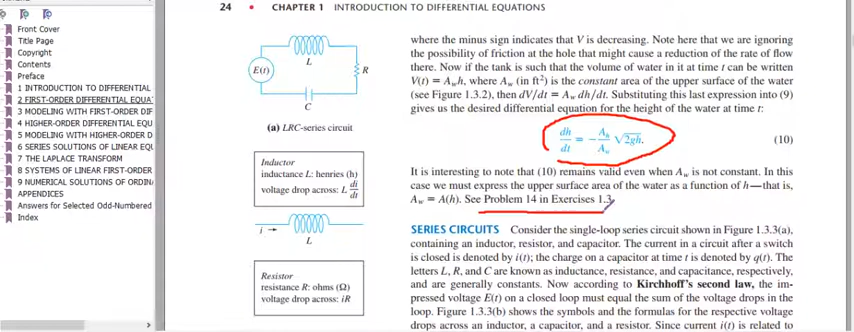 Front Cover
Title Page
Copyright
Contents
Preface
1 INTRODUCTION TO DIFFERENTIAL
2 FIRST-ORDER DIFFERENTIAL EQUA
3 MODELING WITH FIRST-ORDER DIF
4 HIGHER-ORDER DIFFERENTIAL EQU
5 MODELING WITH HIGHER-ORDER D
6 SERIES SOLUTIONS OF LINEAR EQU
7 THE LAPLACE TRANSFORM
8 SYSTEMS OF LINEAR FIRST-ORDER
9 NUMERICAL SOLUTIONS OF ORDIN
APPENDICES
Answers for Selected Odd-Numbered
Index
24 • CHAPTER 1 INTRODUCTION TO DIFFERENTIAL EQUATIONS
L
E(t)
R
C
(a) LRC-series circuit
Inductor
inductance L: henries (h)
voltage drop across: L di/dt
i →
L
Resistor
resistance R: ohms (Ω)
voltage drop across: iR
where the minus sign indicates that V is decreasing. Note here that we are ignoring
the possibility of friction at the hole that might cause a reduction of the rate of flow
there. Now if the tank is such that the volume of water in it at time t can be written
V(t) = A_w h, where A_w (in ft²) is the constant area of the upper surface of the water
(see Figure 1.3.2), then dV/dt = A_w dh/dt. Substituting this last expression into (9)
gives us the desired differential equation for the height of the water at time t:
dh/dt = −A_h/A_w √2gh. (10)
It is interesting to note that (10) remains valid even when A_w is not constant. In this
case we must express the upper surface area of the water as a function of h—that is,
A_w = A(h). See Problem 14 in Exercises 1.3.
SERIES CIRCUITS Consider the single-loop series circuit shown in Figure 1.3.3(a),
containing an inductor, resistor, and capacitor. The current in a circuit after a switch
is closed is denoted by i(t); the charge on a capacitor at time t is denoted by q(t). The
letters L, R, and C are known as inductance, resistance, and capacitance, respectively,
and are generally constants. Now according to Kirchhoff's second law, the im-
pressed voltage E(t) on a closed loop must equal the sum of the voltage drops in the
loop. Figure 1.3.3(b) shows the symbols and the formulas for the respective voltage
drops across an inductor, a capacitor, and a resistor. Since current i(t) is related to